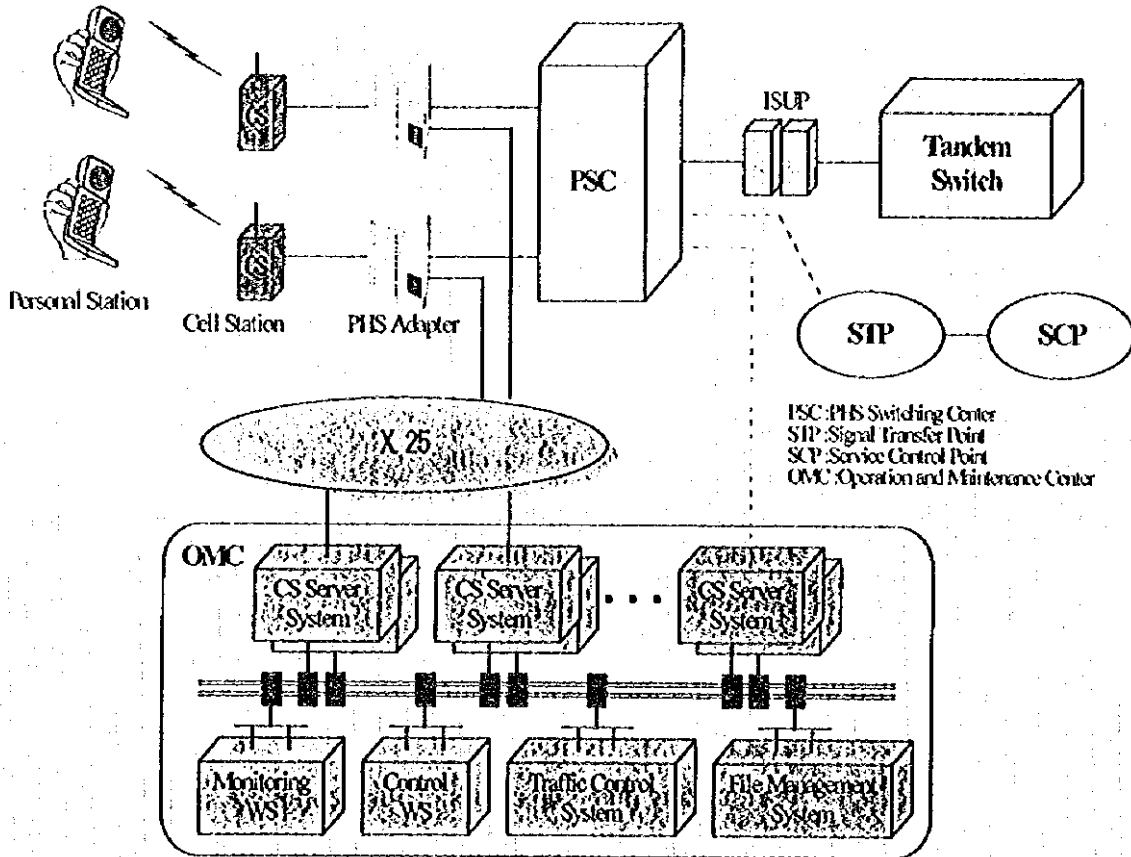 CS
ISUP
PSC
Tandem
Switch
CS
Personal Station
Cell Station
PHS Adapter
STP
SCP
PSC :PHS Switching Center
STP :Signal Transfer Point
SCP :Service Control Point
OMC :Operation and Maintenance Center
X. 25
OMC
CS Server
System
CS Server
System
. . .
CS Server
System
Monitoring
WS
Control
WS
Traffic Control
System
File Management
System